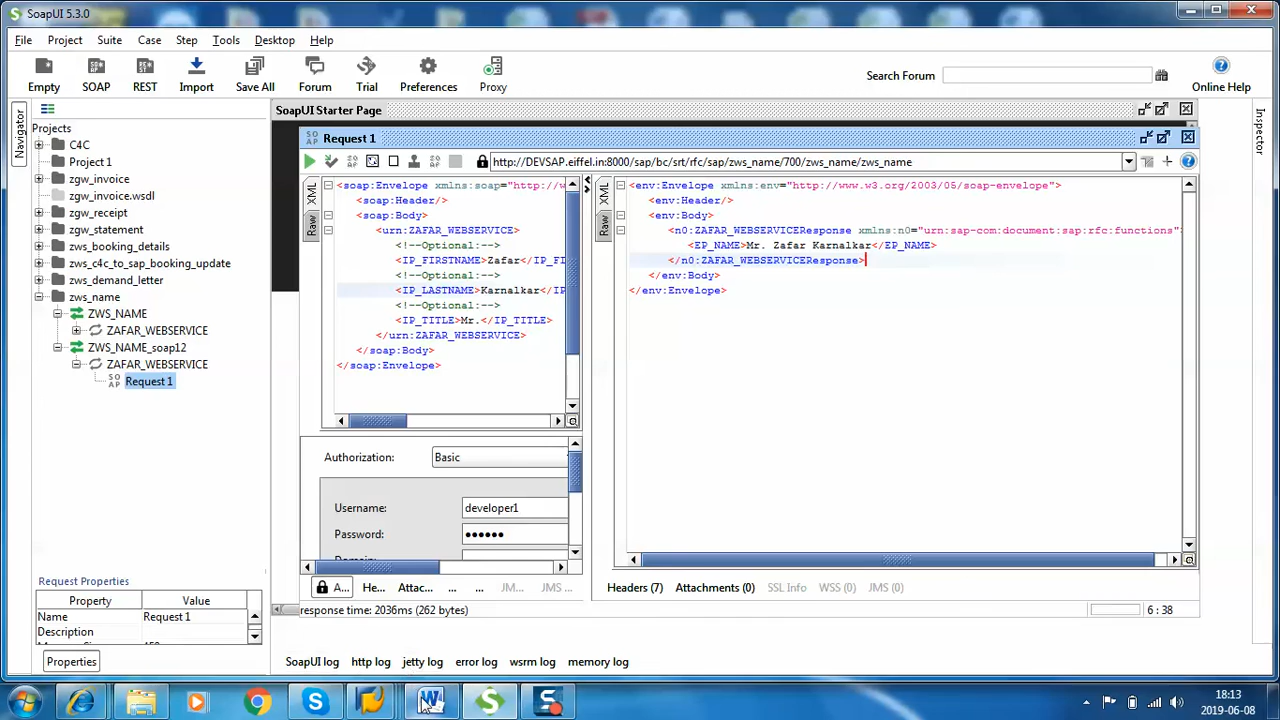 SoapUI 5.3.0
File Project Suite Case Step Tools Desktop Help
Empty SOAP REST Import Save All Forum Trial Preferences Proxy Search Forum Online Help
Navigator
Projects
C4C
Project 1
zgw_invoice
zgw_invoice.wsdl
zgw_receipt
zgw_statement
zws_booking_details
zws_c4c_to_sap_booking_update
zws_demand_letter
zws_name
ZWS_NAME
ZAFAR_WEBSERVICE
ZWS_NAME_soap12
ZAFAR_WEBSERVICE
Request 1
Request Properties
Property Value
Name Request 1
Description
Properties
SoapUI Starter Page
Request 1
http://DEVSAP.eiffel.in:8000/sap/bc/srt/rfc/sap/zws_name/700/zws_name/zws_name
XML
Raw
<soap:Envelope xmlns:soap="http://w
<soap:Header/>
<soap:Body>
<urn:ZAFAR_WEBSERVICE>
<!--Optional:-->
<IP_FIRSTNAME>Zafar</IP_FI
<!--Optional:-->
<IP_LASTNAME>Karnalkar</IP
<!--Optional:-->
<IP_TITLE>Mr.</IP_TITLE>
</urn:ZAFAR_WEBSERVICE>
</soap:Body>
</soap:Envelope>
Authorization: Basic
Username: developer1
Password: ••••••
A... He... Attac... ... ... JM... JMS ...
XML
Raw
<env:Envelope xmlns:env="http://www.w3.org/2003/05/soap-envelope">
<env:Header/>
<env:Body>
<n0:ZAFAR_WEBSERVICEResponse xmlns:n0="urn:sap-com:document:sap:rfc:functions"
<EP_NAME>Mr. Zafar Karnalkar</EP_NAME>
</n0:ZAFAR_WEBSERVICEResponse>
</env:Body>
</env:Envelope>
Headers (7) Attachments (0) SSL Info WSS (0) JMS (0)
response time: 2036ms (262 bytes) 6 : 38
Inspector
SoapUI log http log jetty log error log wsrm log memory log
18:13
2019-06-08